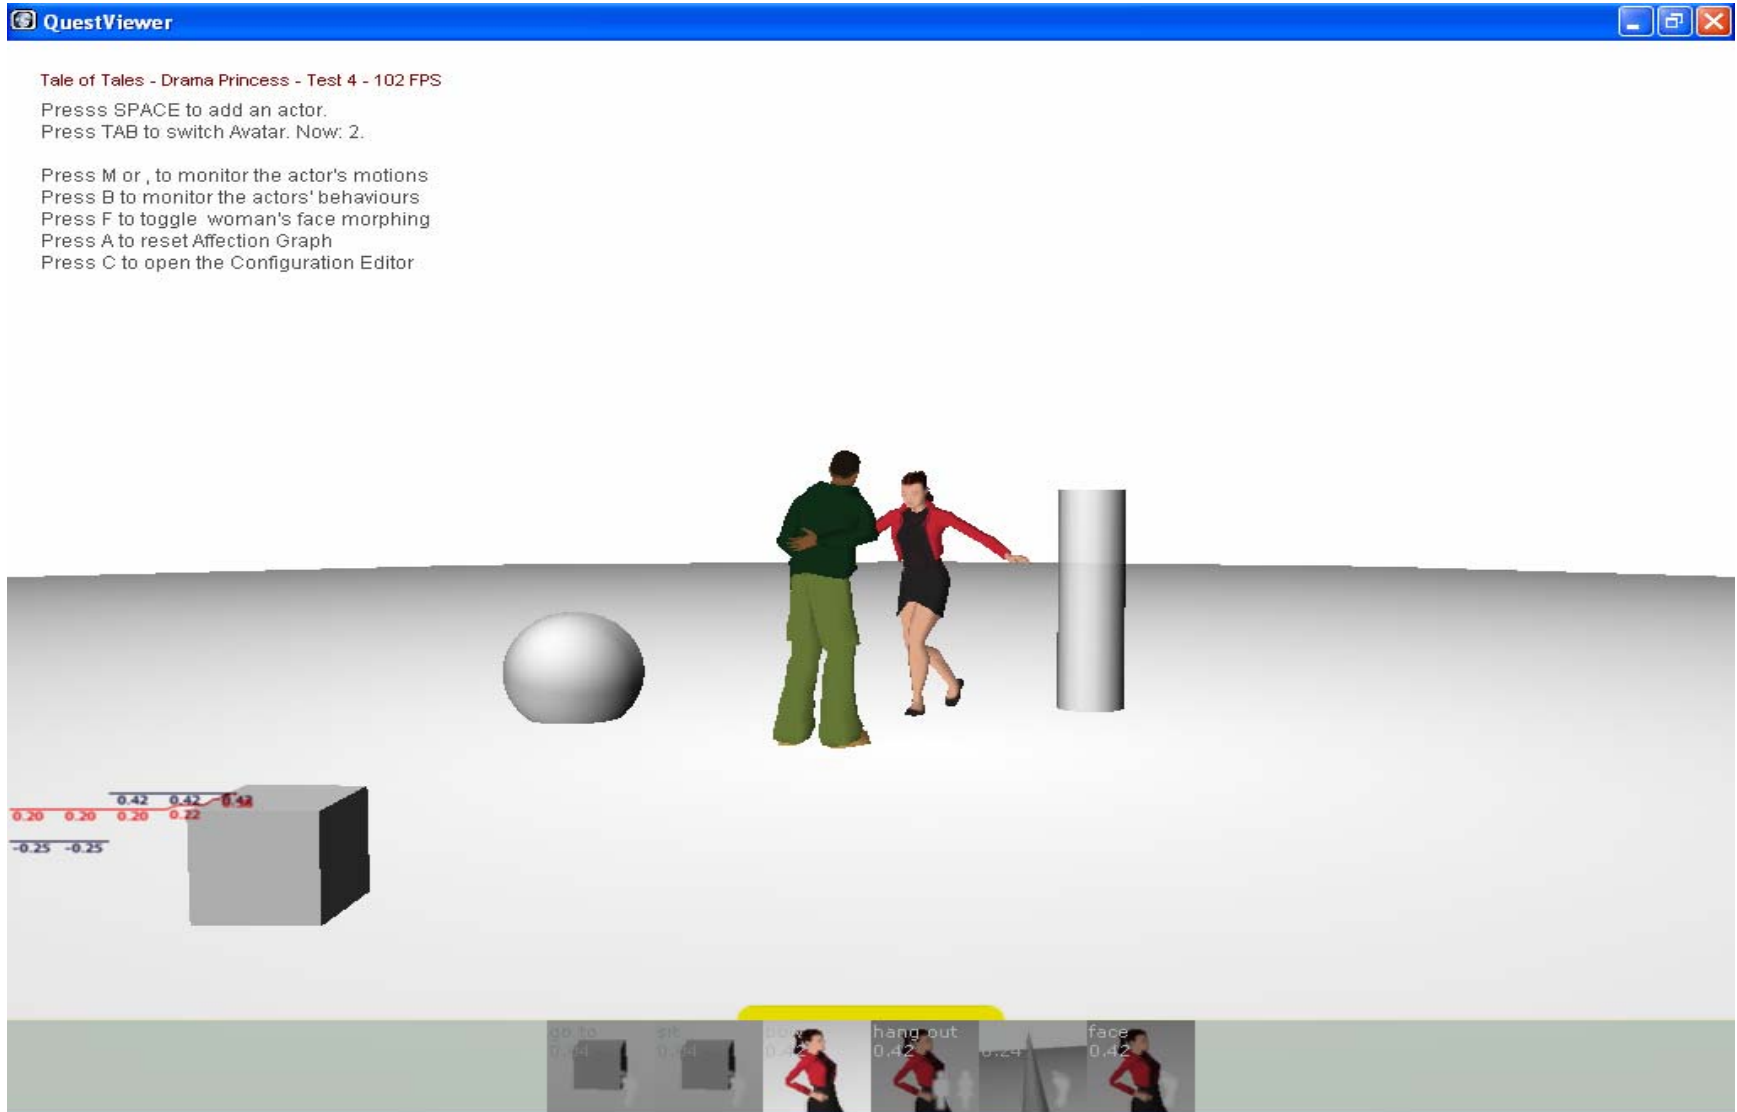 QuestViewer
Tale of Tales - Drama Princess - Test 4 - 102 FPS
Presss SPACE to add an actor.
Press TAB to switch Avatar. Now: 2.
Press M or , to monitor the actor's motions
Press B to monitor the actors' behaviours
Press F to toggle woman's face morphing
Press A to reset Affection Graph
Press C to open the Configuration Editor
0.42 0.42
0.20 0.20 0.20 0.22
-0.25 -0.25
go to sit hang out face
0.42 0.42 0.24 0.42